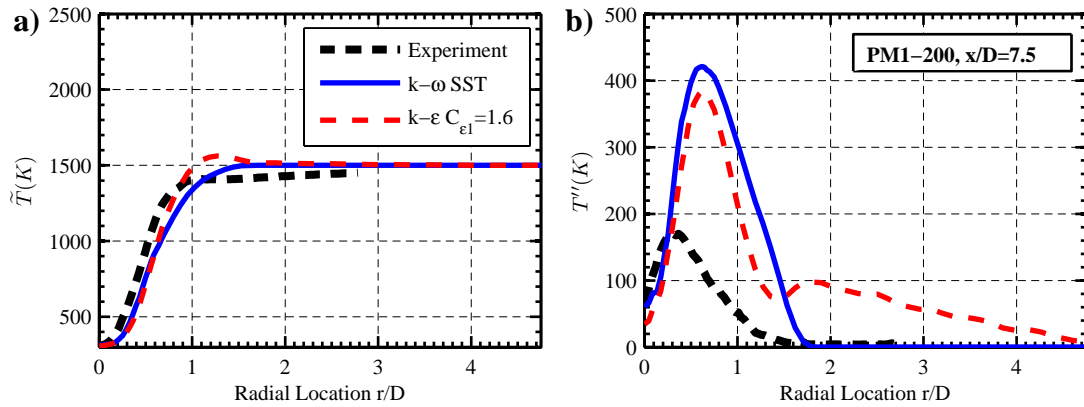 a)
2500
2000
1500
1000
500
0
1
2
3
4
T̃(K)
Radial Location r/D
Experiment
k−ω SST
k−ε Cε1=1.6
b)
500
400
300
200
100
0
0
1
2
3
4
T′′(K)
Radial Location r/D
PM1−200, x/D=7.5